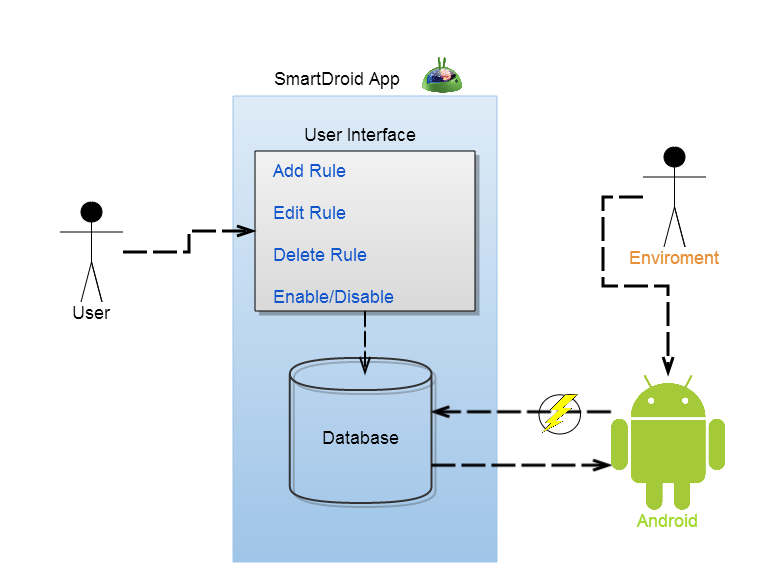 SmartDroid App
User Interface
Add Rule
Edit Rule
Delete Rule
Enable/Disable
User
Enviroment
Database
Android